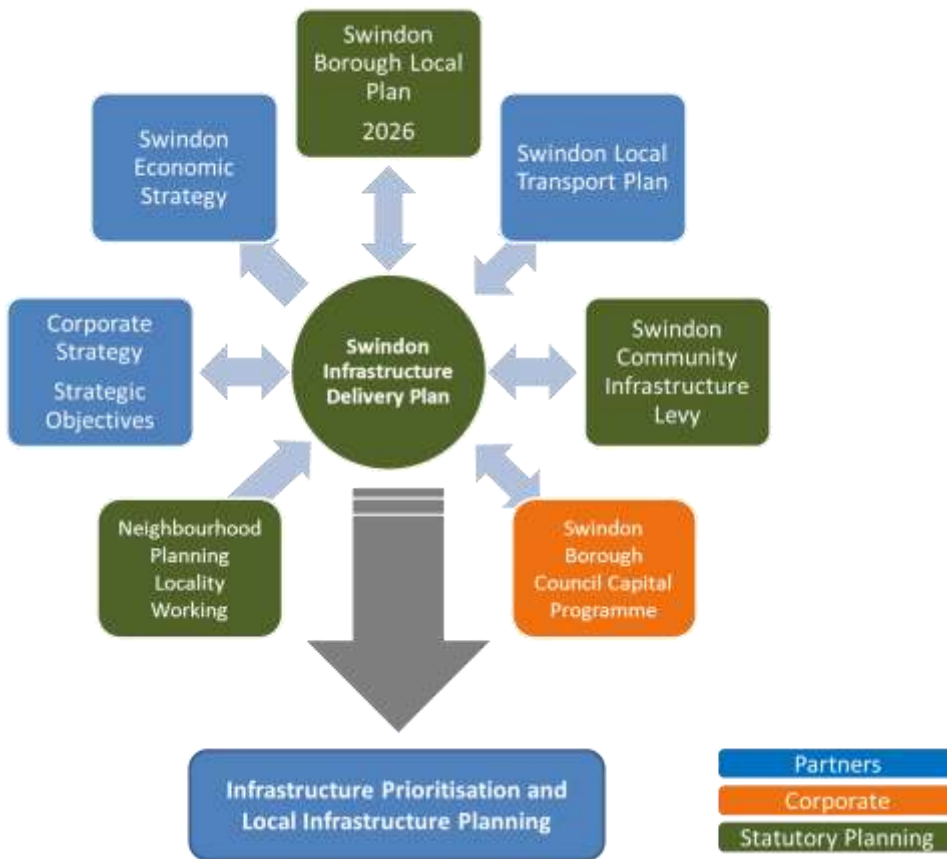 Swindon
Borough Local
Plan
2026
Swindon
Economic
Strategy
Swindon Local
Transport Plan
Corporate
Strategy
Strategic
Objectives
Swindon
Infrastructure
Delivery Plan
Swindon
Community
Infrastructure
Levy
Neighbourhood
Planning
Locality
Working
Swindon
Borough
Council Capital
Programme
Infrastructure Prioritisation and
Local Infrastructure Planning
Partners
Corporate
Statutory Planning